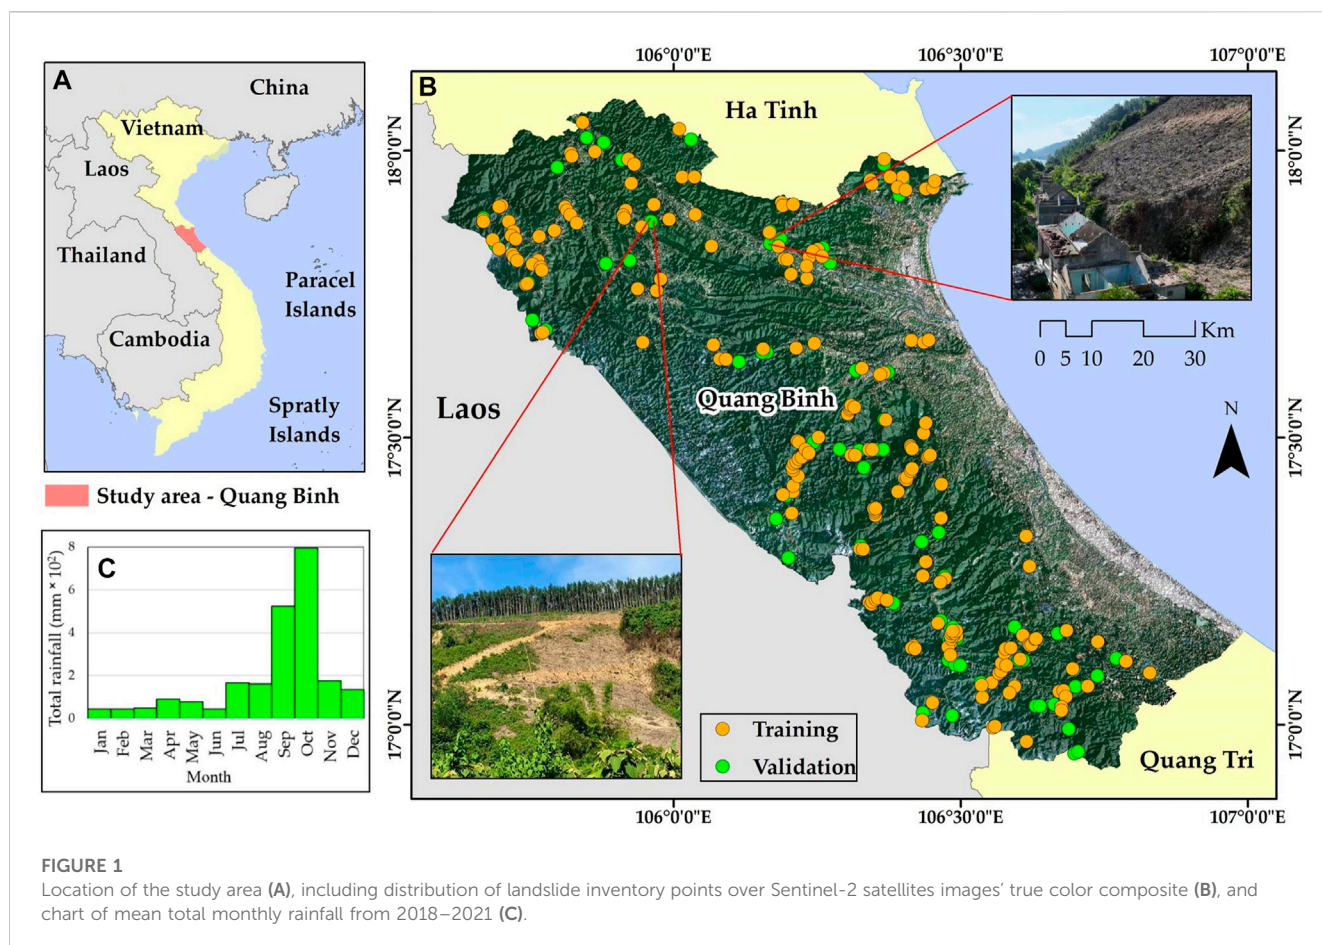 A
China
Vietnam
Laos
Thailand
Cambodia
Paracel
Islands
Spratly
Islands
Study area - Quang Binh
C
Total rainfall (mm × 10²)
8
6
4
2
0
Jan
Feb
Mar
Apr
May
Jun
Jul
Aug
Sep
Oct
Nov
Dec
Month
106°0'0"E
106°30'0"E
107°0'0"E
B
Ha Tinh
18°0'0"N
18°0'0"N
Km
0 5 10 20 30
Laos
Quang Binh
N
17°30'0"N
17°30'0"N
17°0'0"N
17°0'0"N
Training
Validation
Quang Tri
106°0'0"E
106°30'0"E
107°0'0"E
FIGURE 1
Location of the study area (A), including distribution of landslide inventory points over Sentinel-2 satellites images’ true color composite (B), and
chart of mean total monthly rainfall from 2018–2021 (C).